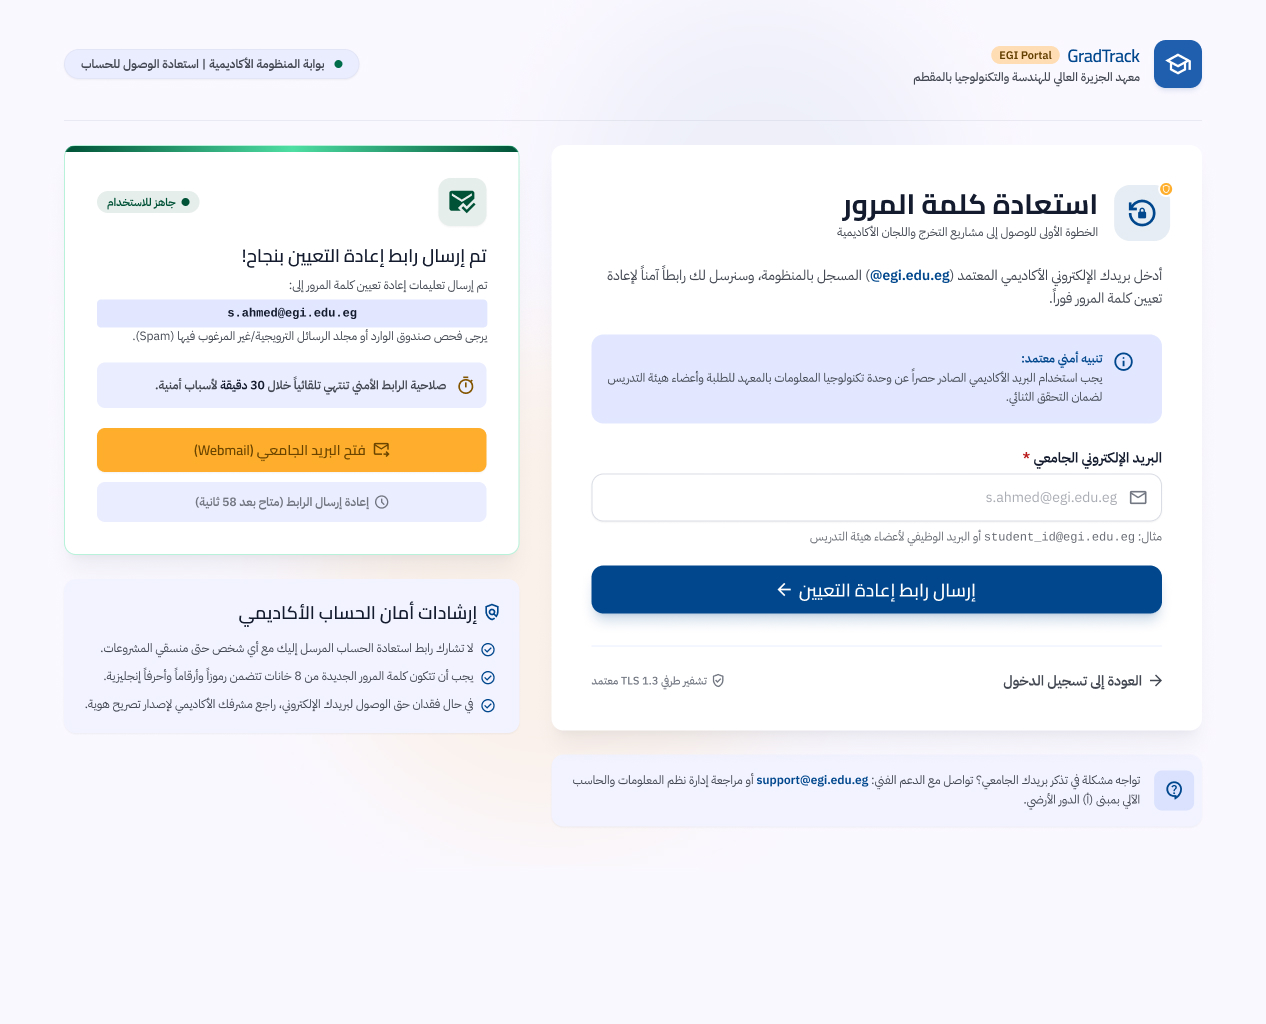 GradTrack EGI Portal
معهد الجزيرة العالي للهندسة والتكنولوجيا بالمقطم
بوابة المنظومة الأكاديمية | استعادة الوصول للحساب
استعادة كلمة المرور
الخطوة الأولى للوصول إلى مشاريع التخرج واللجان الأكاديمية
أدخل بريدك الإلكتروني الأكاديمي المعتمد (@egi.edu.eg) المسجل بالمنظومة، وسنرسل لك رابطاً آمناً لإعادة
تعيين كلمة المرور فوراً.
تنبيه أمني معتمد:
يجب استخدام البريد الأكاديمي الصادر حصراً عن وحدة تكنولوجيا المعلومات بالمعهد للطلبة وأعضاء هيئة التدريس
لضمان التحقق الثنائي.
البريد الإلكتروني الجامعي *
s.ahmed@egi.edu.eg
مثال: student_id@egi.edu.eg أو البريد الوظيفي لأعضاء هيئة التدريس
إرسال رابط إعادة التعيين
العودة إلى تسجيل الدخول
تشفير طرفي TLS 1.3 معتمد
تواجه مشكلة في تذكر بريدك الجامعي؟ تواصل مع الدعم الفني: support@egi.edu.eg أو مراجعة إدارة نظم المعلومات والحاسب
الآلي بمبنى (أ) الدور الأرضي.
جاهز للاستخدام
تم إرسال رابط إعادة التعيين بنجاح!
تم إرسال تعليمات إعادة تعيين كلمة المرور إلى:
s.ahmed@egi.edu.eg
يرجى فحص صندوق الوارد أو مجلد الرسائل الترويجية/غير المرغوب فيها (Spam).
صلاحية الرابط الأمني تنتهي تلقائياً خلال 30 دقيقة لأسباب أمنية.
فتح البريد الجامعي (Webmail)
إعادة إرسال الرابط (متاح بعد 58 ثانية)
إرشادات أمان الحساب الأكاديمي
لا تشارك رابط استعادة الحساب المرسل إليك مع أي شخص حتى منسقي المشروعات.
يجب أن تتكون كلمة المرور الجديدة من 8 خانات تتضمن رموزاً وأرقاماً وأحرفاً إنجليزية.
في حال فقدان حق الوصول لبريدك الإلكتروني، راجع مشرفك الأكاديمي لإصدار تصريح هوية.